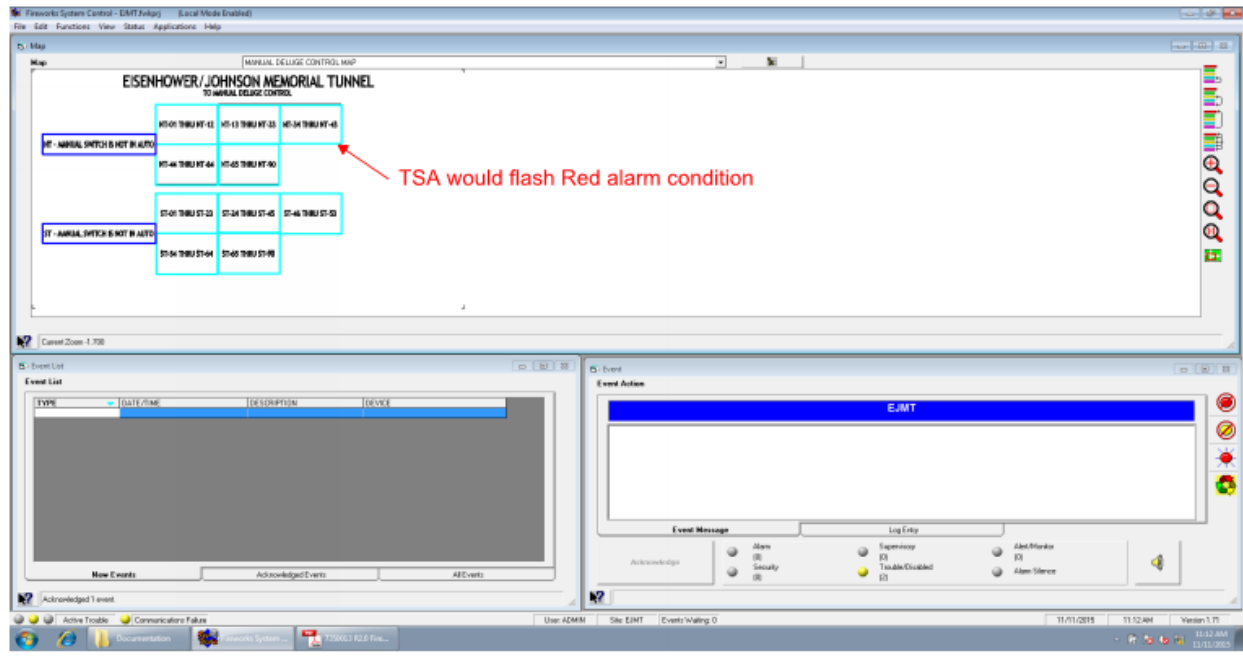 Fireworks System Control - EJMT.fwkprj (Local Mode Enabled)
File Edit Functions View Status Applications Help
Map
Map
MANUAL DELUGE CONTROL MAP
EISENHOWER/JOHNSON MEMORIAL TUNNEL
TO MANUAL DELUGE CONTROL
NT-01 THRU NT-12 NT-13 THRU NT-33 NT-34 THRU NT-43
NT - MANUAL SWITCH IS NOT IN AUTO
NT-44 THRU NT-64 NT-65 THRU NT-90
TSA would flash Red alarm condition
ST-01 THRU ST-23 ST-24 THRU ST-45 ST-46 THRU ST-53
ST - MANUAL SWITCH IS NOT IN AUTO
ST-54 THRU ST-64 ST-65 THRU ST-98
Current Zoom -1.700
Event List
Event List
TYPE DATE/TIME DESCRIPTION DEVICE
New Events Acknowledged Events All Events
Acknowledged 1 event.
Event
Event Action
EJMT
Event Message Log Entry
Acknowledge
Alarm
(0)
Supervisory
(0)
Alert/Monitor
(0)
Security
(0)
Trouble/Disabled
(2)
Alarm Silence
Active Trouble Communications Failure User: ADMIN Site: EJMT Events Waiting: 0 11/11/2015 11:12 AM Version 1.71
Documentation Fireworks System ... 7350013 R2.0 Fire...
11:12 AM
11/11/2015